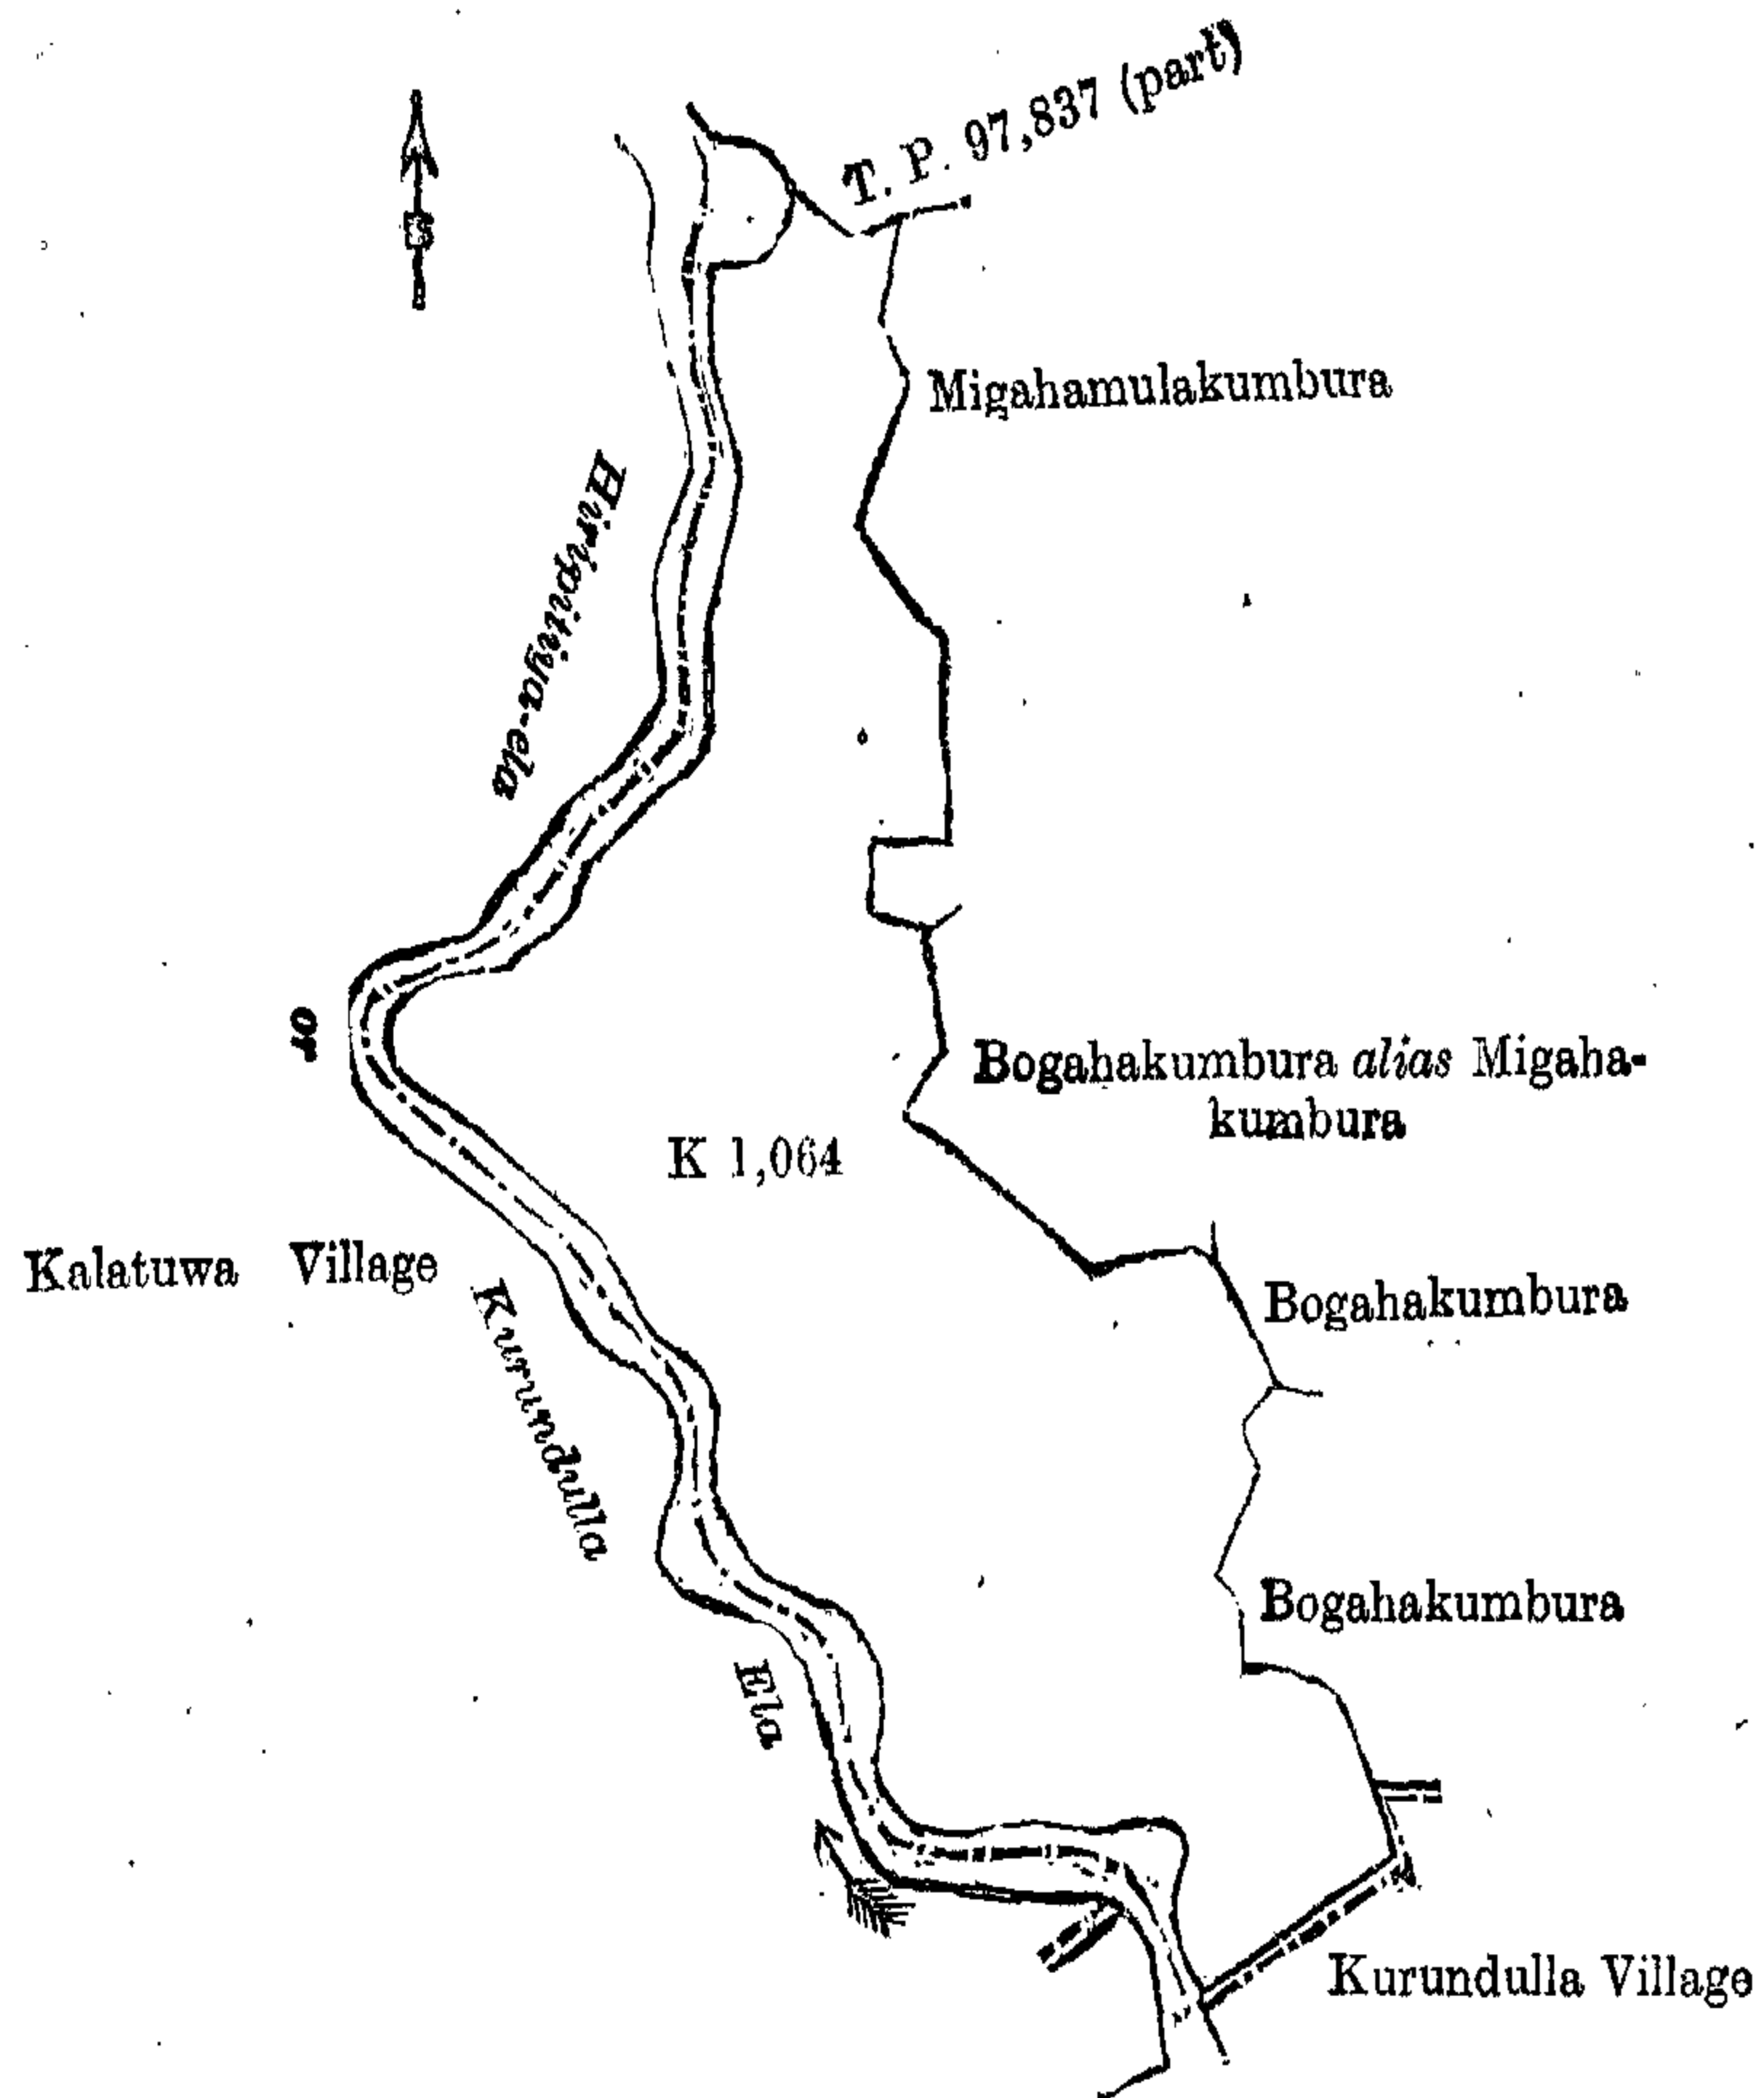 T. P. 97,837 (part)
Migahamulakumbura
Hiripitiya-ela
or
Bogahakumbura alias Migaha-
kumbura
K 1,064
Kalatuwa Village
Kurundulla
Bogahakumbura
Bogahakumbura
Ela
Kurundulla Village